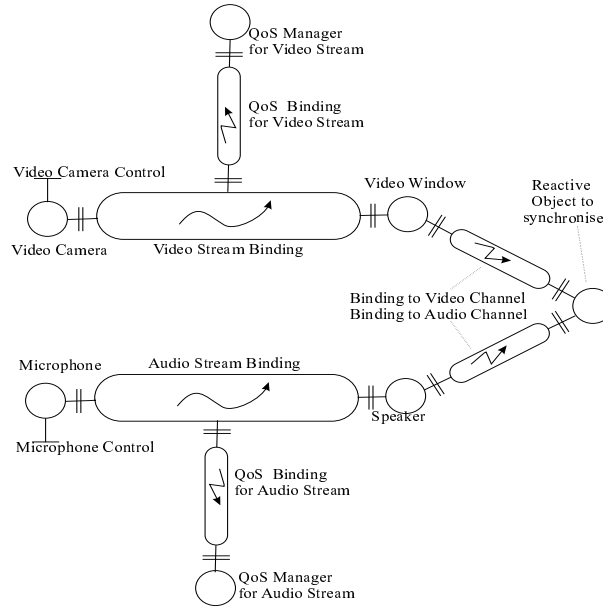 QoS Manager
for Video Stream
QoS Binding
for Video Stream
Video Camera Control
Video Window
Reactive
Object to
synchronise
Video Camera
Video Stream Binding
Binding to Video Channel
Binding to Audio Channel
Microphone
Audio Stream Binding
Speaker
Microphone Control
QoS Binding
for Audio Stream
QoS Manager
for Audio Stream